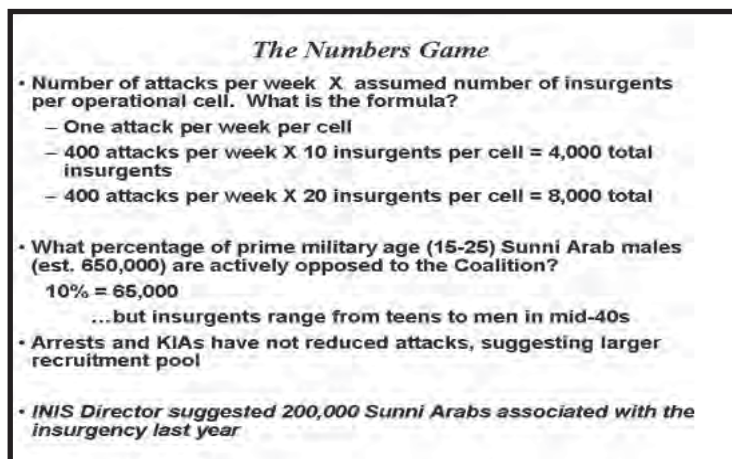 The Numbers Game
• Number of attacks per week X assumed number of insurgents
per operational cell. What is the formula?
– One attack per week per cell
– 400 attacks per week X 10 insurgents per cell = 4,000 total
insurgents
– 400 attacks per week X 20 insurgents per cell = 8,000 total
• What percentage of prime military age (15-25) Sunni Arab males
(est. 650,000) are actively opposed to the Coalition?
10% = 65,000
...but insurgents range from teens to men in mid-40s
• Arrests and KIAs have not reduced attacks, suggesting larger
recruitment pool
• INIS Director suggested 200,000 Sunni Arabs associated with the
insurgency last year